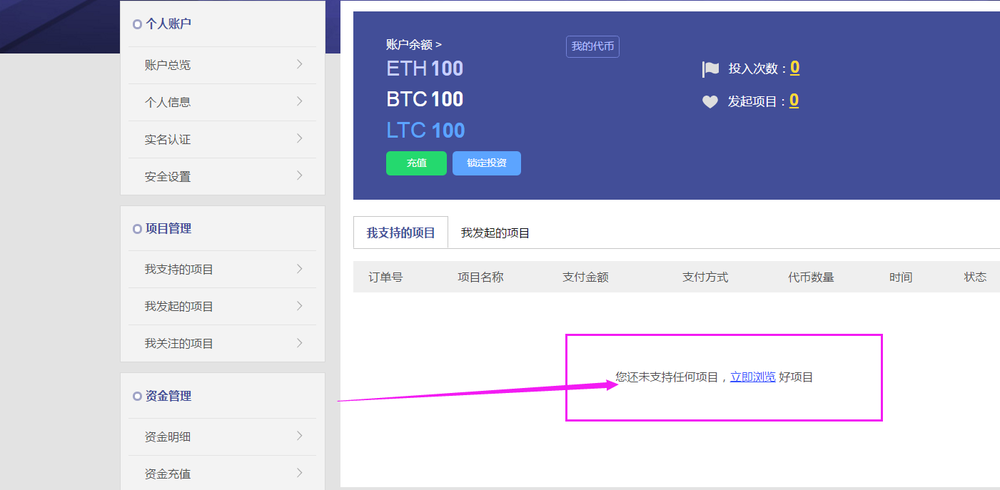 个人账户
账户总览
个人信息
实名认证
安全设置
项目管理
我支持的项目
我发起的项目
我关注的项目
资金管理
资金明细
资金充值
账户余额 >
我的代币
ETH 100
BTC 100
LTC 100
充值 锁定投资
投入次数：0
发起项目：0
我支持的项目 我发起的项目
订单号 项目名称 支付金额 支付方式 代币数量 时间 状态
您还未支持任何项目，立即浏览 好项目